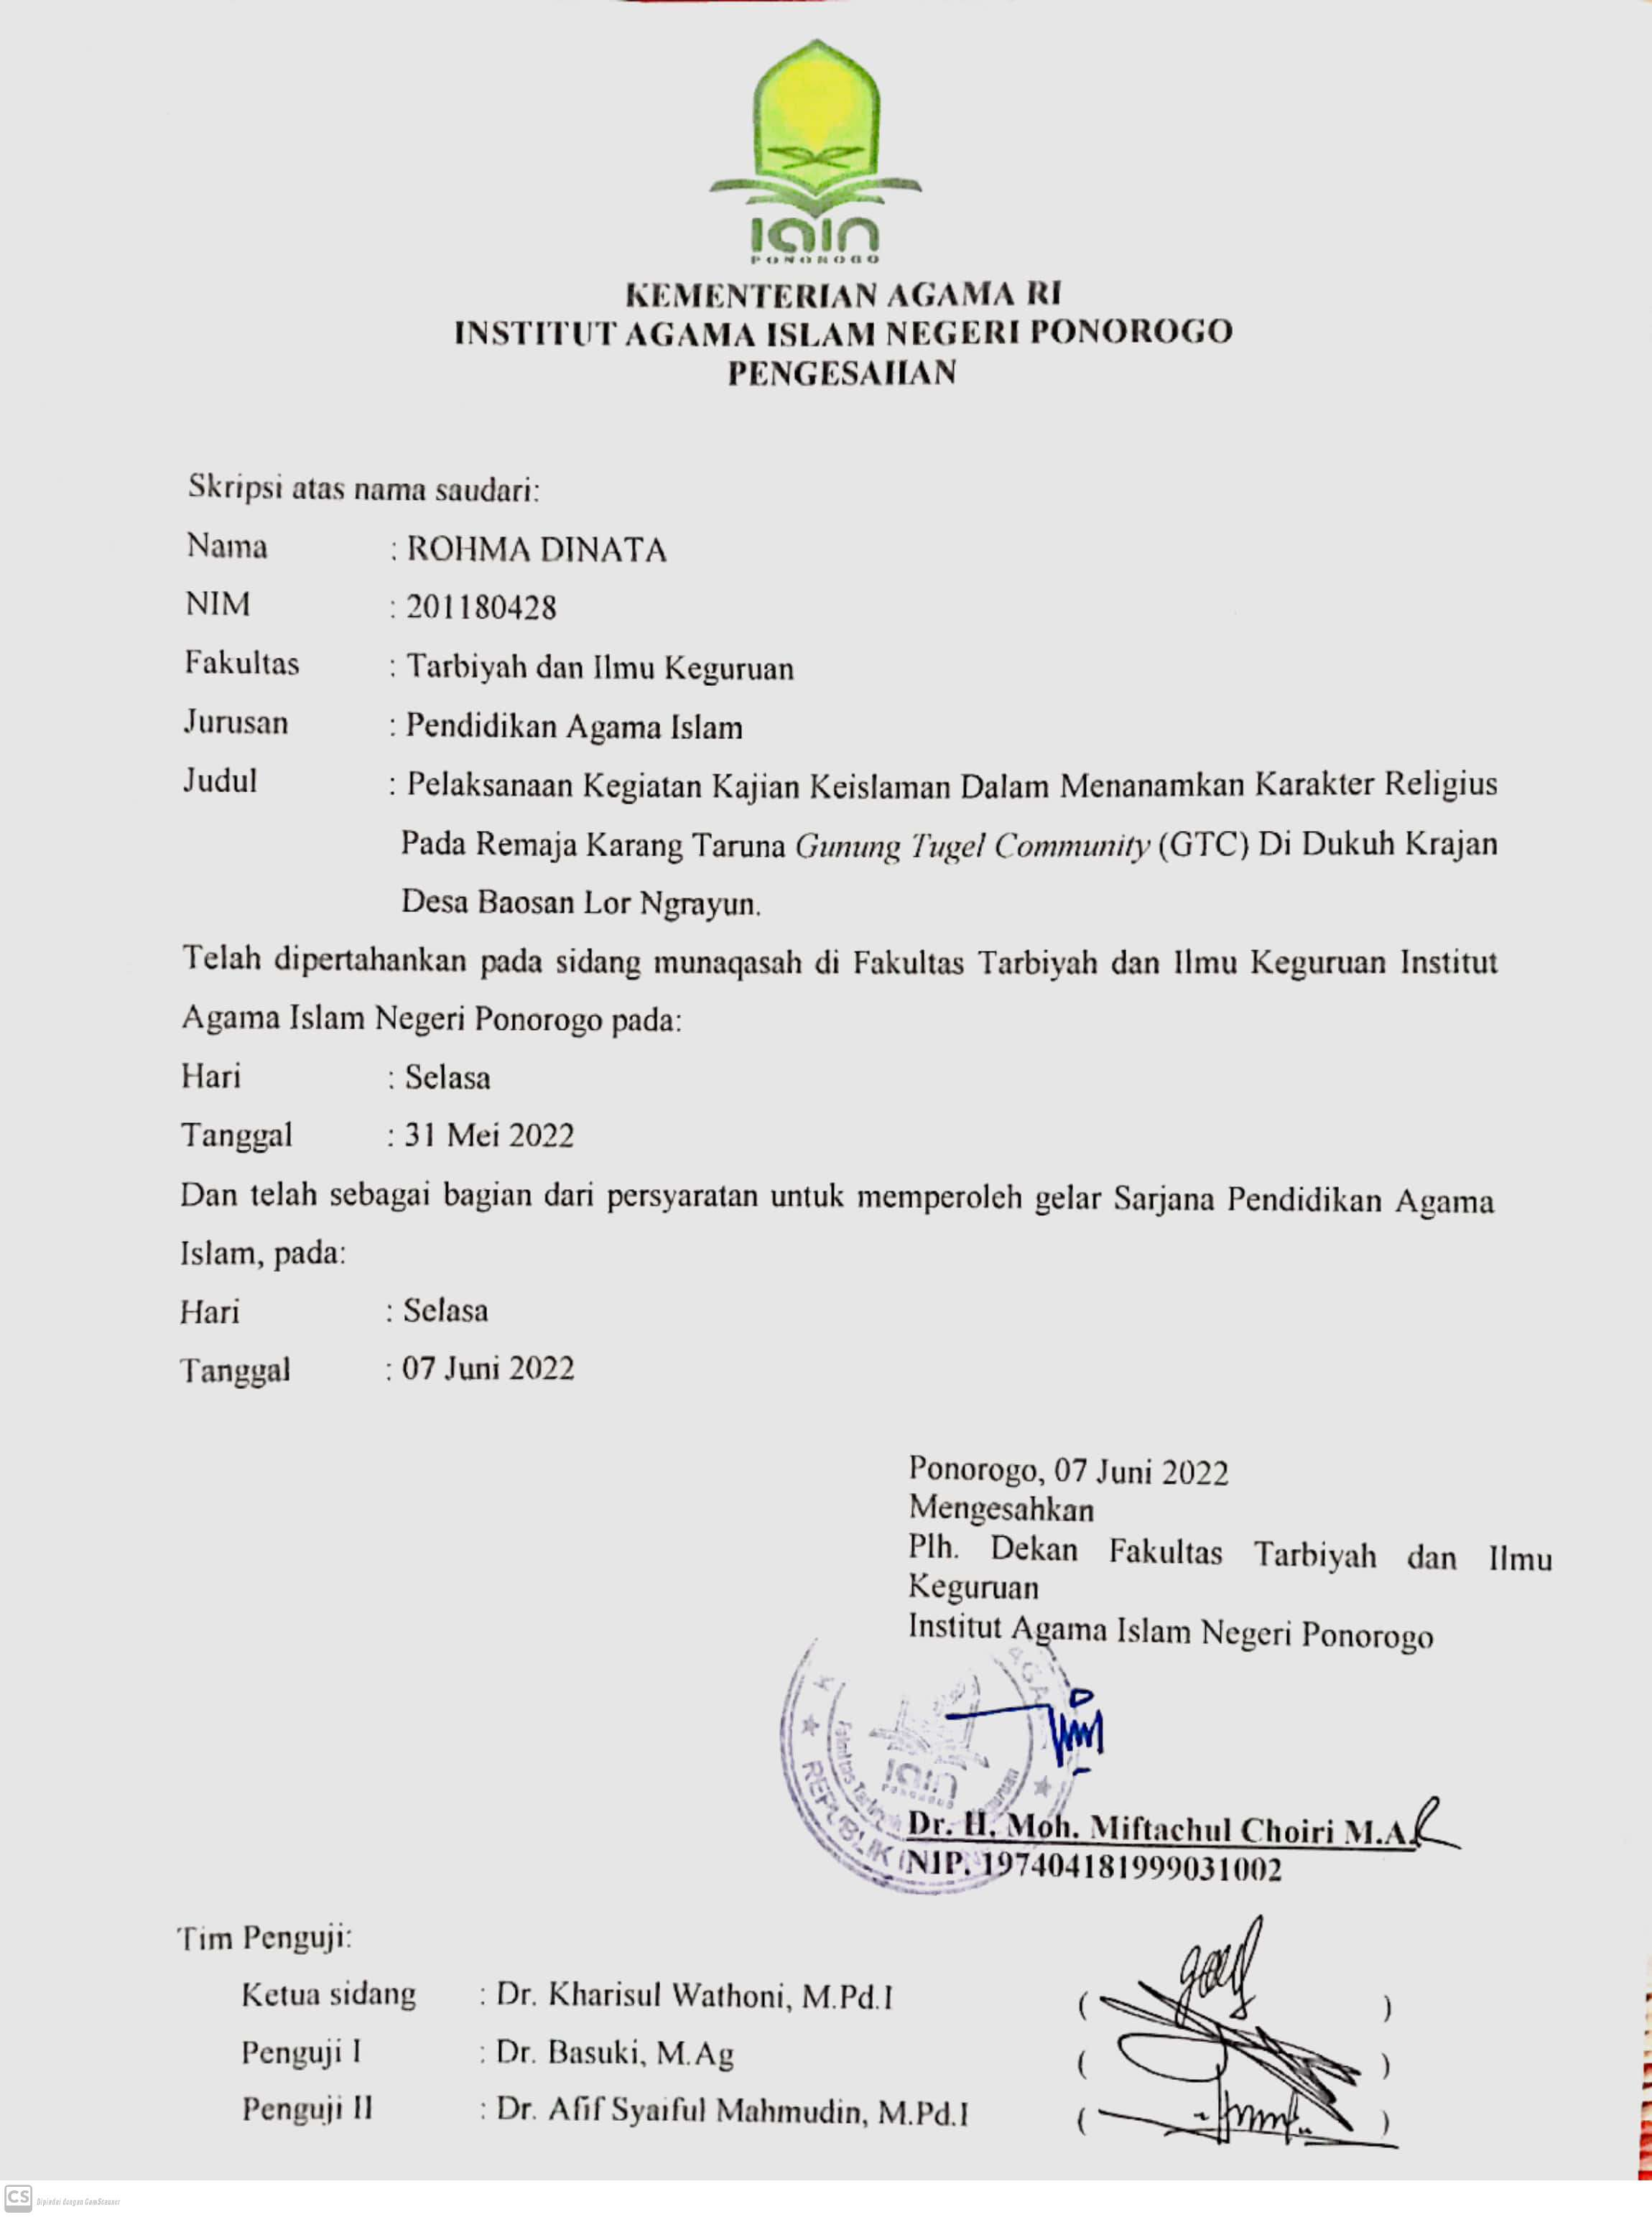 iain
PONOROGO
KEMENTERIAN AGAMA RI
INSTITUT AGAMA ISLAM NEGERI PONOROGO
PENGESAHAN
Skripsi atas nama saudari:
Nama : ROHMA DINATA
NIM : 201180428
Fakultas : Tarbiyah dan Ilmu Keguruan
Jurusan : Pendidikan Agama Islam
Judul : Pelaksanaan Kegiatan Kajian Keislaman Dalam Menanamkan Karakter Religius
Pada Remaja Karang Taruna Gunung Tugel Community (GTC) Di Dukuh Krajan
Desa Baosan Lor Ngrayun.
Telah dipertahankan pada sidang munaqasah di Fakultas Tarbiyah dan Ilmu Keguruan Institut
Agama Islam Negeri Ponorogo pada:
Hari : Selasa
Tanggal : 31 Mei 2022
Dan telah sebagai bagian dari persyaratan untuk memperoleh gelar Sarjana Pendidikan Agama
Islam, pada:
Hari : Selasa
Tanggal : 07 Juni 2022
Ponorogo, 07 Juni 2022
Mengesahkan
Plh. Dekan Fakultas Tarbiyah dan Ilmu
Keguruan
Institut Agama Islam Negeri Ponorogo
iain
PONOROGO
REPUBLIK
Dr. H. Moh. Miftachul Choiri M.A.
NIP. 197404181999031002
Tim Penguji:
Ketua sidang : Dr. Kharisul Wathoni, M.Pd.I ( )
Penguji I : Dr. Basuki, M.Ag ( )
Penguji II : Dr. Afif Syaiful Mahmudin, M.Pd.I ( )
CS Dipindai dengan CamScanner